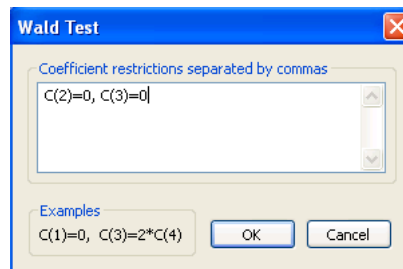 Wald Test
Coefficient restrictions separated by commas
C(2)=0, C(3)=0
Examples
C(1)=0, C(3)=2*C(4)
OK
Cancel